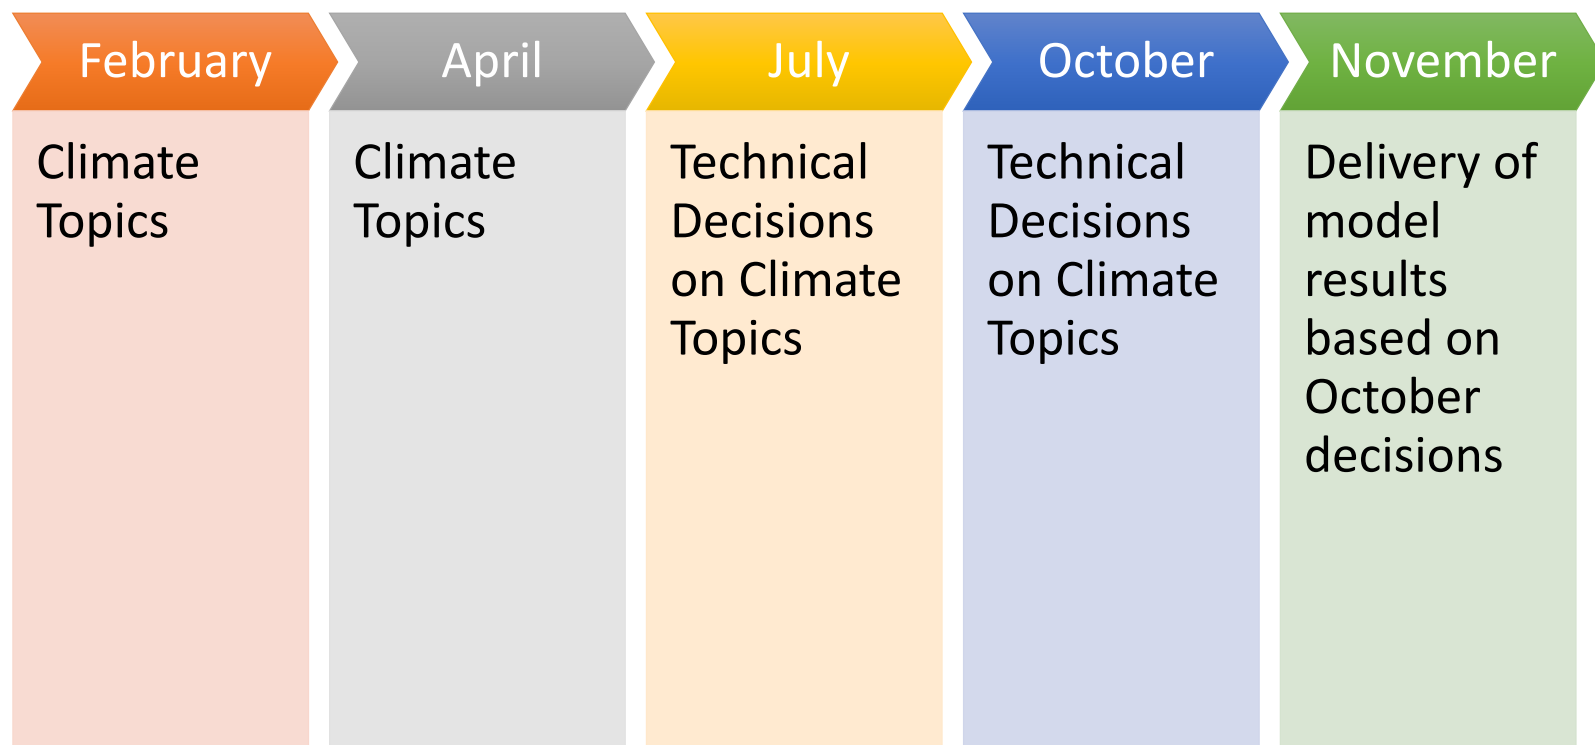 February
Climate
Topics
April
Climate
Topics
July
Technical
Decisions
on Climate
Topics
October
Technical
Decisions
on Climate
Topics
November
Delivery of
model
results
based on
October
decisions